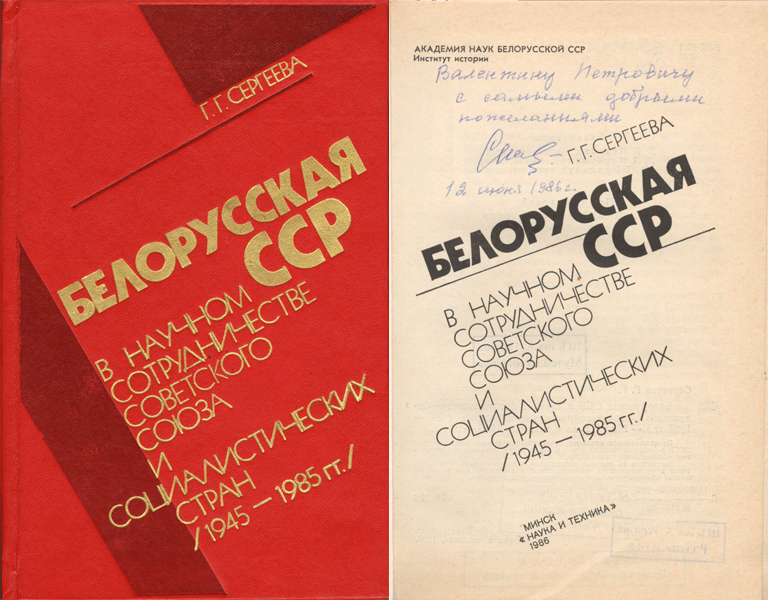 Г. Г. СЕРГЕЕВА
БЕЛОРУССКАЯ
ССР
В НАУЧНОМ
СОТРУДНИЧЕСТВЕ
СОВЕТСКОГО
СОЮЗА
И
СОЦИАЛИСТИЧЕСКИХ
СТРАН
/1945 — 1985 гг./
АКАДЕМИЯ НАУК БЕЛОРУССКОЙ ССР
Институт истории
Валентину Петровичу
с самыми добрыми
пожеланиями
Г. Г. СЕРГЕЕВА
12 июня 1986 г.
БЕЛОРУССКАЯ
ССР
В НАУЧНОМ
СОТРУДНИЧЕСТВЕ
СОВЕТСКОГО
СОЮЗА
И
СОЦИАЛИСТИЧЕСКИХ
СТРАН
/1945 — 1985 гг./
МИНСК
«НАУКА И ТЕХНИКА»
1986